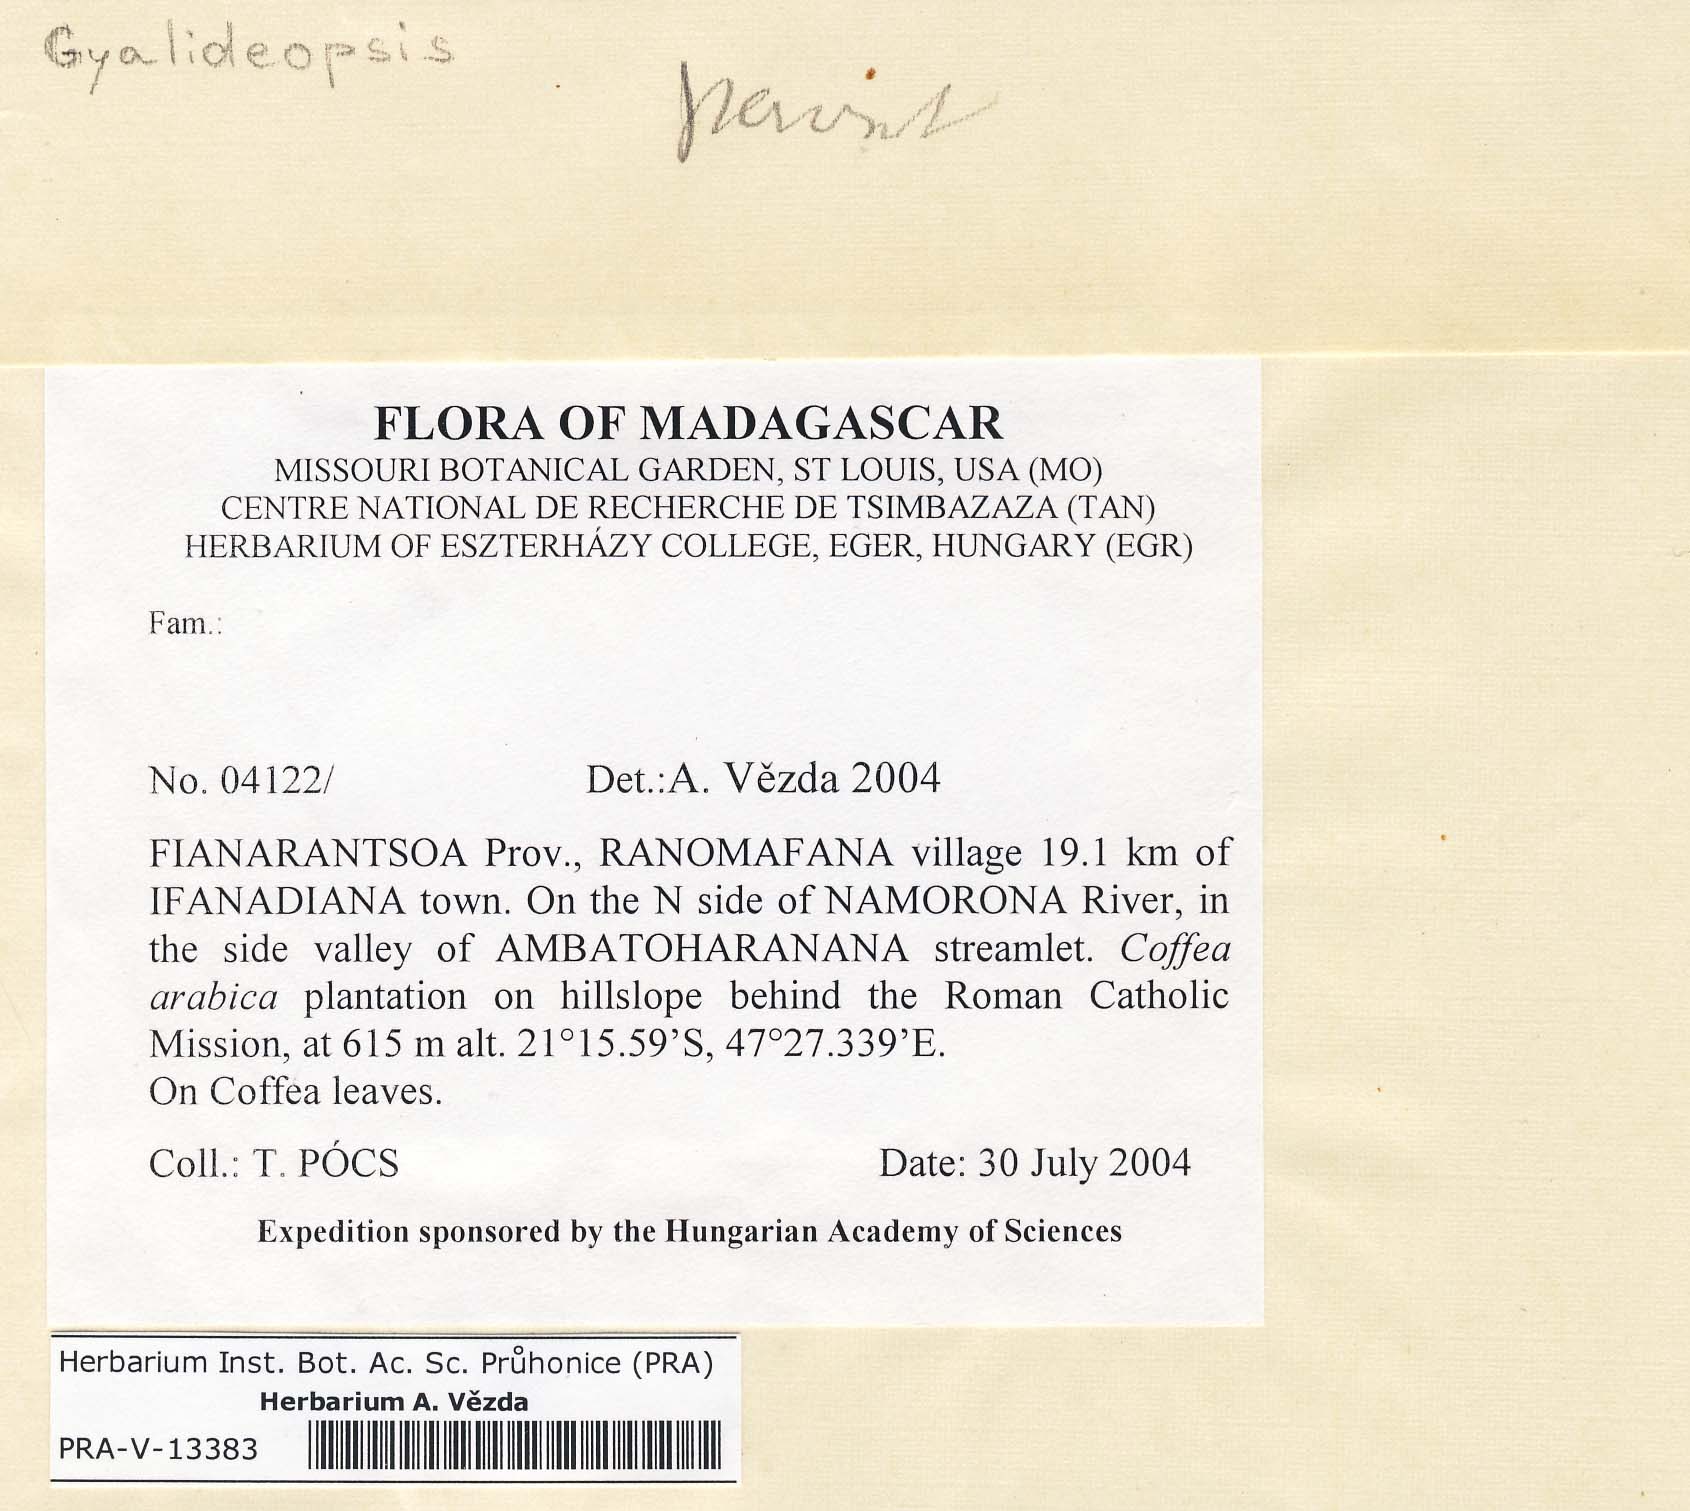 Gyalideopsis
FLORA OF MADAGASCAR
MISSOURI BOTANICAL GARDEN, ST LOUIS, USA (MO)
CENTRE NATIONAL DE RECHERCHE DE TSIMBAZAZA (TAN)
HERBARIUM OF ESZTERHÁZY COLLEGE, EGER, HUNGARY (EGR)
Fam.:
No. 04122/ Det.:A. Vězda 2004
FIANARANTSOA Prov., RANOMAFANA village 19.1 km of
IFANADIANA town. On the N side of NAMORONA River, in
the side valley of AMBATOHARANANA streamlet. Coffea
arabica plantation on hillslope behind the Roman Catholic
Mission, at 615 m alt. 21°15.59’S, 47°27.339’E.
On Coffea leaves.
Coll.: T. PÓCS Date: 30 July 2004
Expedition sponsored by the Hungarian Academy of Sciences
Herbarium Inst. Bot. Ac. Sc. Průhonice (PRA)
Herbarium A. Vězda
PRA-V-13383